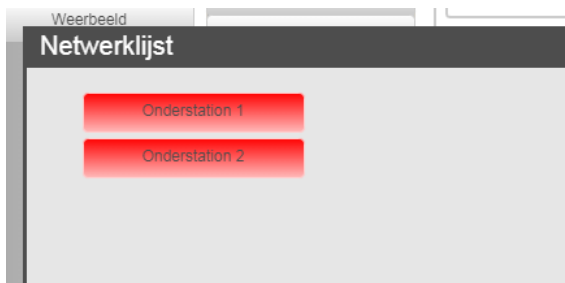 Weerbeeld
Netwerklijst
Onderstation 1
Onderstation 2